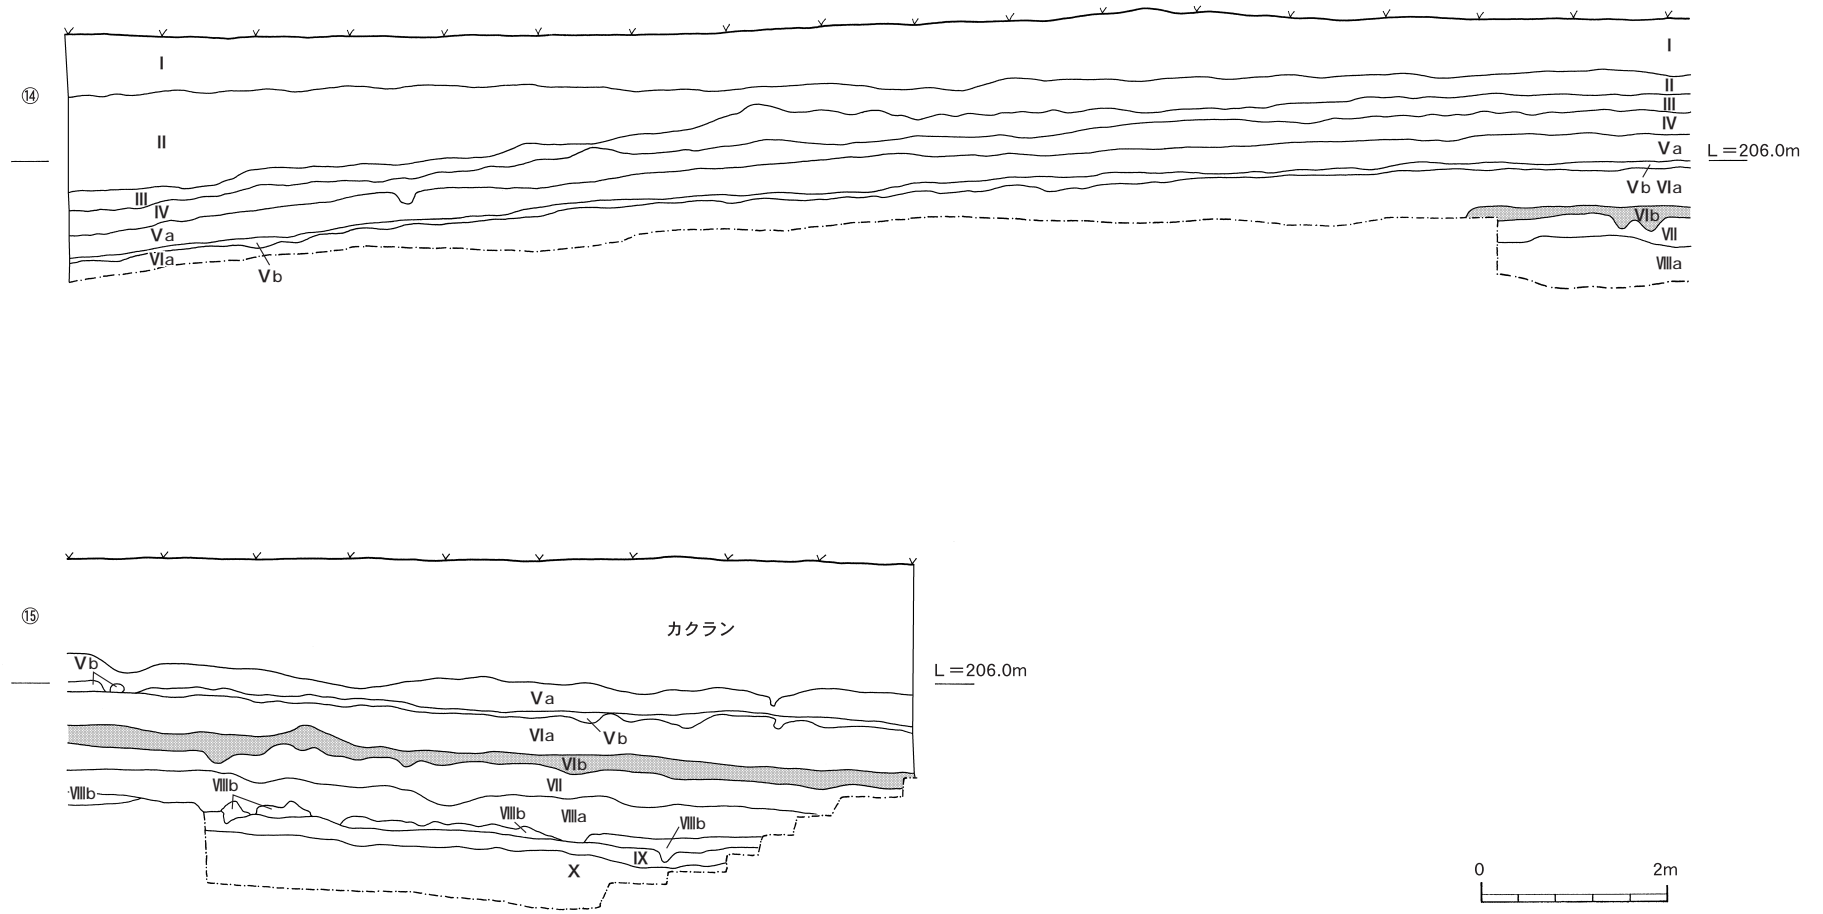 ⑭
Ⅰ
Ⅱ
Ⅲ
Ⅳ
Ⅴa
Ⅵa
Ⅴb
Ⅰ
Ⅱ
Ⅲ
Ⅳ
Ⅴa
L＝206.0m
Ⅴb Ⅵa
Ⅵb
Ⅶ
Ⅷa
⑮
カクラン
L＝206.0m
Ⅴb
Ⅴa
Ⅵa
Ⅴb
Ⅵb
Ⅶ
Ⅷb
Ⅷb
Ⅷb
Ⅷa
Ⅷb
Ⅸ
Ⅹ
0 2m